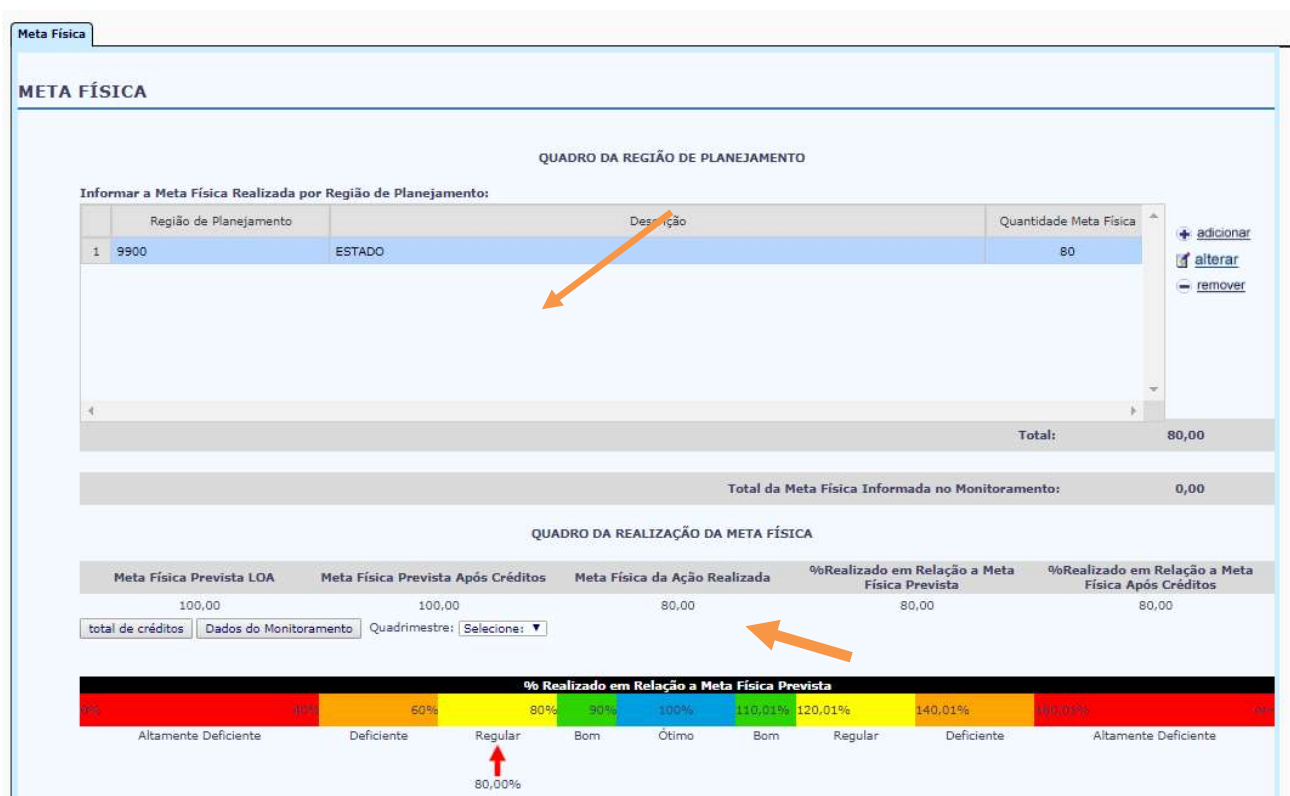 Meta Física
META FÍSICA
QUADRO DA REGIÃO DE PLANEJAMENTO
Informar a Meta Física Realizada por Região de Planejamento:
Região de Planejamento Descrição Quantidade Meta Física
adicionar
1 9900 ESTADO 80
alterar
remover
Total: 80,00
Total da Meta Física Informada no Monitoramento: 0,00
QUADRO DA REALIZAÇÃO DA META FÍSICA
Meta Física Prevista LOA Meta Física Prevista Após Créditos Meta Física da Ação Realizada %Realizado em Relação a Meta Física Prevista %Realizado em Relação a Meta Física Após Créditos
100,00 100,00 80,00 80,00 80,00
total de créditos Dados do Monitoramento Quadrimestre: Selecione:
% Realizado em Relação a Meta Física Prevista
0% 40% 60% 80% 90% 100% 110,01% 120,01% 140,01% 160,01%
Altamente Deficiente Deficiente Regular Bom Ótimo Bom Regular Deficiente Altamente Deficiente
80,00%